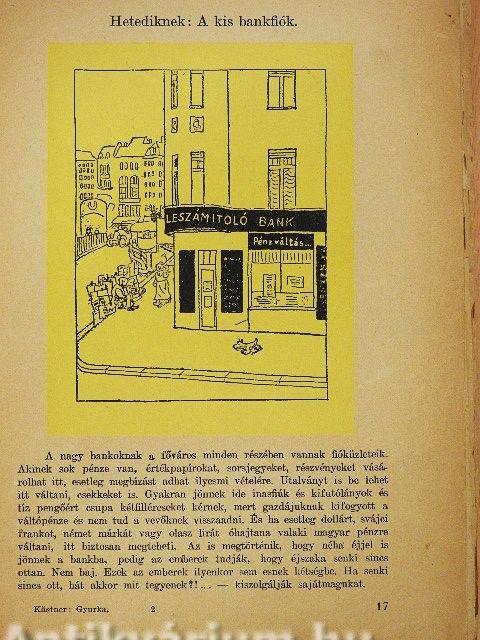 Hetediknek: A kis bankfiók.
LESZÁMITOLÓ BANK
Pénzváltás...
A nagy bankoknak a főváros minden részében vannak fióküzleteik.
Akinek sok pénze van, értékpapírokat, sorsjegyeket, részvényeket vásá-
rolhat itt, esetleg megbízást adhat ilyesmi vételére. Utalványt is be lehet
itt váltani, csekkeket is. Gyakran jönnek ide inasfiúk és kifutólányok és
tíz pengőért csupa kétfilléreseket kérnek, mert gazdájuknak kifogyott a
váltópénze és nem tud a vevőknek visszaadni. És ha esetleg dollárt, svájci
frankot, német márkát vagy olasz lirát óhajtana valaki magyar pénzre
váltani, itt biztosan megteheti. Az is megtörténik, hogy néha éjjel is
jönnek a bankba, pedig az emberek tudják, hogy éjszaka senki sincs
ottan. Nem baj. Ezek az emberek ilyenkor sem esnek kétségbe. Ha senki
sincs ott, hát akkor mit tegyenek?!... — kiszolgálják sajátmagukat.
Kästner: Gyurka. 2
17